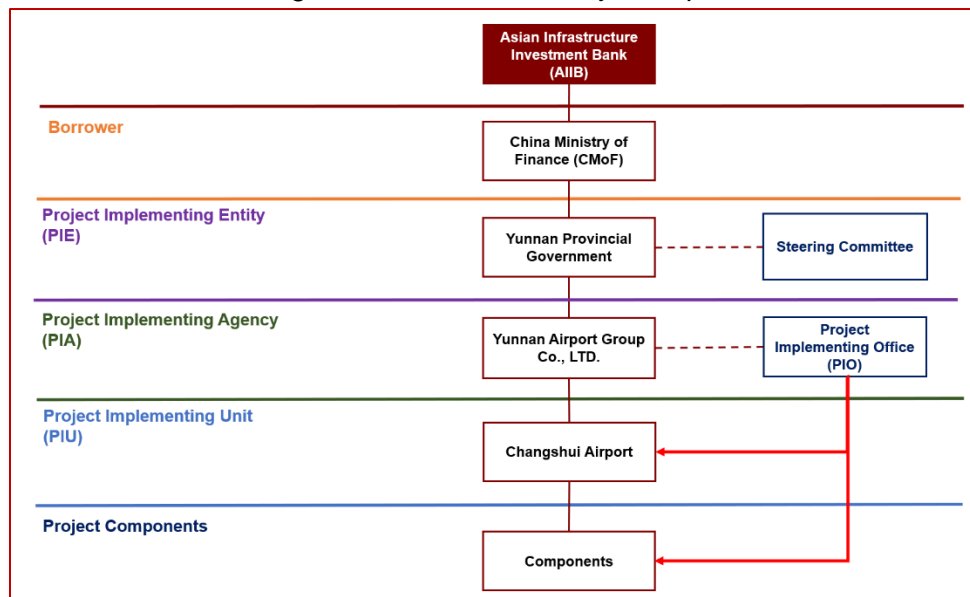 Asian Infrastructure
Investment Bank
(AIIB)
Borrower
China Ministry of
Finance (CMoF)
Project Implementing Entity
(PIE)
Yunnan Provincial
Government
Steering Committee
Project Implementing Agency
(PIA)
Yunnan Airport Group
Co., LTD.
Project
Implementing Office
(PIO)
Project Implementing Unit
(PIU)
Changshui Airport
Project Components
Components